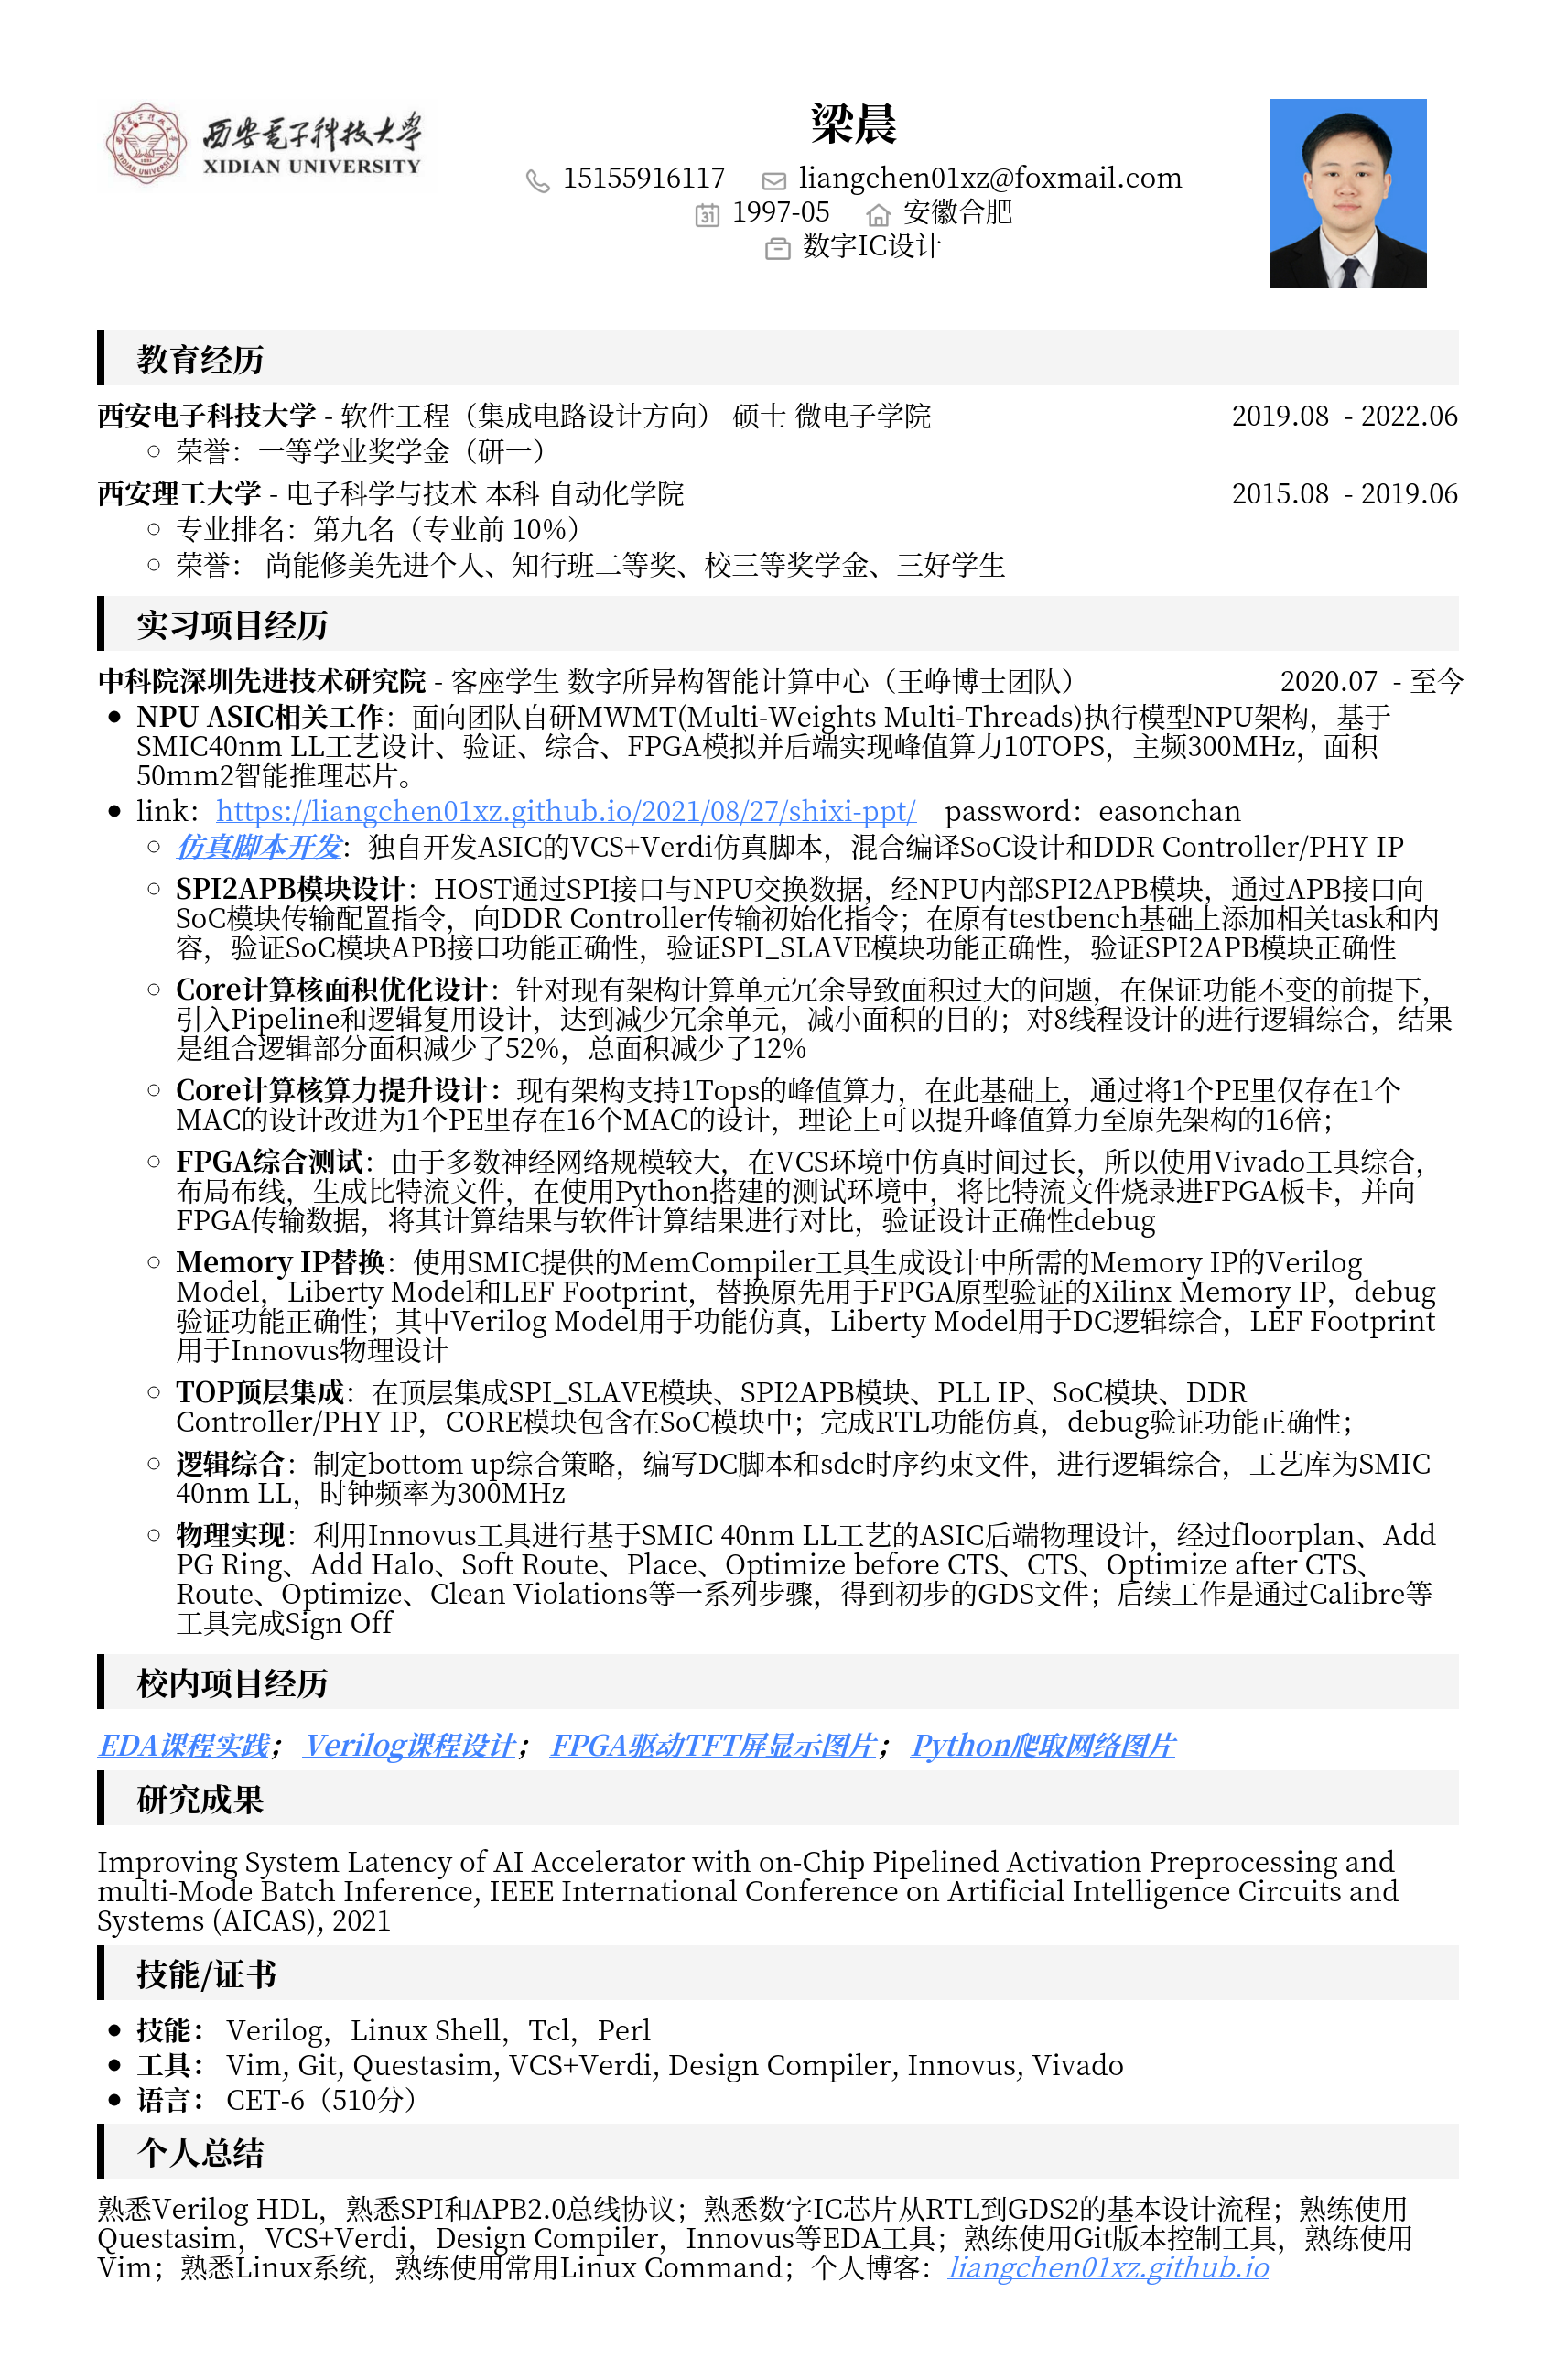 西安电子科技大学
XIDIAN UNIVERSITY
梁晨
15155916117 liangchen01xz@foxmail.com
31 1997-05 安徽合肥
数字IC设计
教育经历
西安电子科技大学 - 软件工程（集成电路设计方向） 硕士 微电子学院 2019.08 - 2022.06
荣誉：一等学业奖学金（研一）
西安理工大学 - 电子科学与技术 本科 自动化学院 2015.08 - 2019.06
专业排名：第九名（专业前 10%）
荣誉： 尚能修美先进个人、知行班二等奖、校三等奖学金、三好学生
实习项目经历
中科院深圳先进技术研究院 - 客座学生 数字所异构智能计算中心（王峥博士团队） 2020.07 - 至今
NPU ASIC相关工作：面向团队自研MWMT(Multi-Weights Multi-Threads)执行模型NPU架构，基于
SMIC40nm LL工艺设计、验证、综合、FPGA模拟并后端实现峰值算力10TOPS，主频300MHz，面积
50mm2智能推理芯片。
link：https://liangchen01xz.github.io/2021/08/27/shixi-ppt/ password：easonchan
仿真脚本开发：独自开发ASIC的VCS+Verdi仿真脚本，混合编译SoC设计和DDR Controller/PHY IP
SPI2APB模块设计：HOST通过SPI接口与NPU交换数据，经NPU内部SPI2APB模块，通过APB接口向
SoC模块传输配置指令，向DDR Controller传输初始化指令；在原有testbench基础上添加相关task和内
容，验证SoC模块APB接口功能正确性，验证SPI_SLAVE模块功能正确性，验证SPI2APB模块正确性
Core计算核面积优化设计：针对现有架构计算单元冗余导致面积过大的问题，在保证功能不变的前提下，
引入Pipeline和逻辑复用设计，达到减少冗余单元，减小面积的目的；对8线程设计的进行逻辑综合，结果
是组合逻辑部分面积减少了52%，总面积减少了12%
Core计算核算力提升设计：现有架构支持1Tops的峰值算力，在此基础上，通过将1个PE里仅存在1个
MAC的设计改进为1个PE里存在16个MAC的设计，理论上可以提升峰值算力至原先架构的16倍；
FPGA综合测试：由于多数神经网络规模较大，在VCS环境中仿真时间过长，所以使用Vivado工具综合，
布局布线，生成比特流文件，在使用Python搭建的测试环境中，将比特流文件烧录进FPGA板卡，并向
FPGA传输数据，将其计算结果与软件计算结果进行对比，验证设计正确性debug
Memory IP替换：使用SMIC提供的MemCompiler工具生成设计中所需的Memory IP的Verilog
Model，Liberty Model和LEF Footprint，替换原先用于FPGA原型验证的Xilinx Memory IP，debug
验证功能正确性；其中Verilog Model用于功能仿真，Liberty Model用于DC逻辑综合，LEF Footprint
用于Innovus物理设计
TOP顶层集成：在顶层集成SPI_SLAVE模块、SPI2APB模块、PLL IP、SoC模块、DDR
Controller/PHY IP，CORE模块包含在SoC模块中；完成RTL功能仿真，debug验证功能正确性；
逻辑综合：制定bottom up综合策略，编写DC脚本和sdc时序约束文件，进行逻辑综合，工艺库为SMIC
40nm LL，时钟频率为300MHz
物理实现：利用Innovus工具进行基于SMIC 40nm LL工艺的ASIC后端物理设计，经过floorplan、Add
PG Ring、Add Halo、Soft Route、Place、Optimize before CTS、CTS、Optimize after CTS、
Route、Optimize、Clean Violations等一系列步骤，得到初步的GDS文件；后续工作是通过Calibre等
工具完成Sign Off
校内项目经历
EDA课程实践； Verilog课程设计； FPGA驱动TFT屏显示图片； Python爬取网络图片
研究成果
Improving System Latency of AI Accelerator with on-Chip Pipelined Activation Preprocessing and
multi-Mode Batch Inference, IEEE International Conference on Artificial Intelligence Circuits and
Systems (AICAS), 2021
技能/证书
技能： Verilog，Linux Shell，Tcl，Perl
工具： Vim, Git, Questasim, VCS+Verdi, Design Compiler, Innovus, Vivado
语言： CET-6（510分）
个人总结
熟悉Verilog HDL，熟悉SPI和APB2.0总线协议；熟悉数字IC芯片从RTL到GDS2的基本设计流程；熟练使用
Questasim，VCS+Verdi，Design Compiler，Innovus等EDA工具；熟练使用Git版本控制工具，熟练使用
Vim；熟悉Linux系统，熟练使用常用Linux Command；个人博客：liangchen01xz.github.io